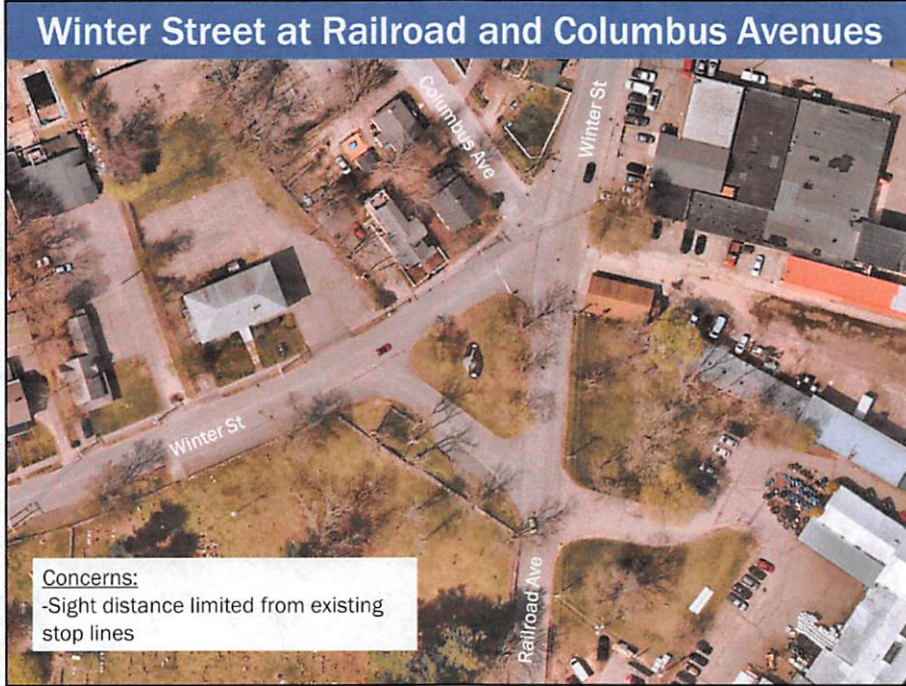 Winter Street at Railroad and Columbus Avenues
Columbus Ave
Winter St
Winter St
Railroad Ave
Concerns:
-Sight distance limited from existing
stop lines